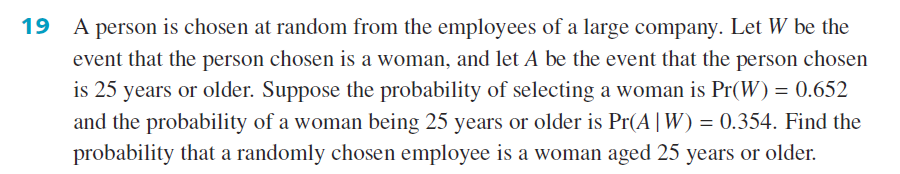 19 A person is chosen at random from the employees of a large company. Let W be the
event that the person chosen is a woman, and let A be the event that the person chosen
is 25 years or older. Suppose the probability of selecting a woman is Pr(W) = 0.652
and the probability of a woman being 25 years or older is Pr(A | W) = 0.354. Find the
probability that a randomly chosen employee is a woman aged 25 years or older.